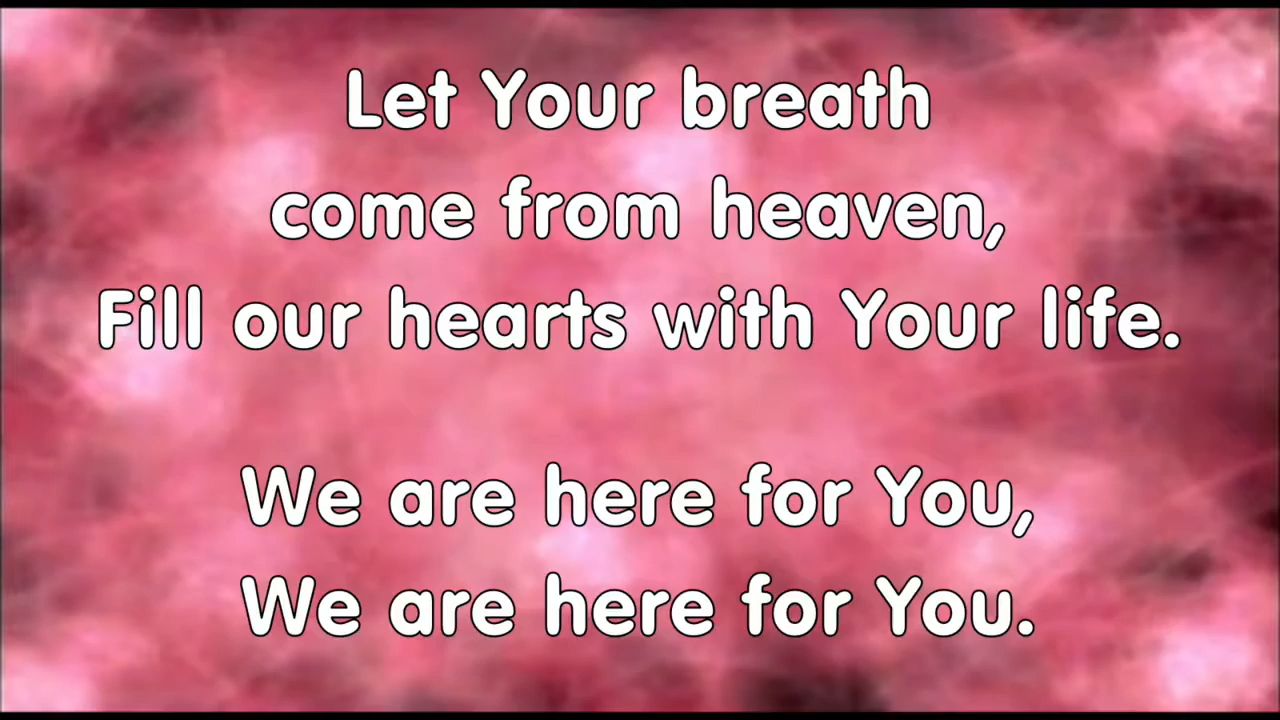 Let Your breath
come from heaven,
Fill our hearts with Your life.
We are here for You,
We are here for You.